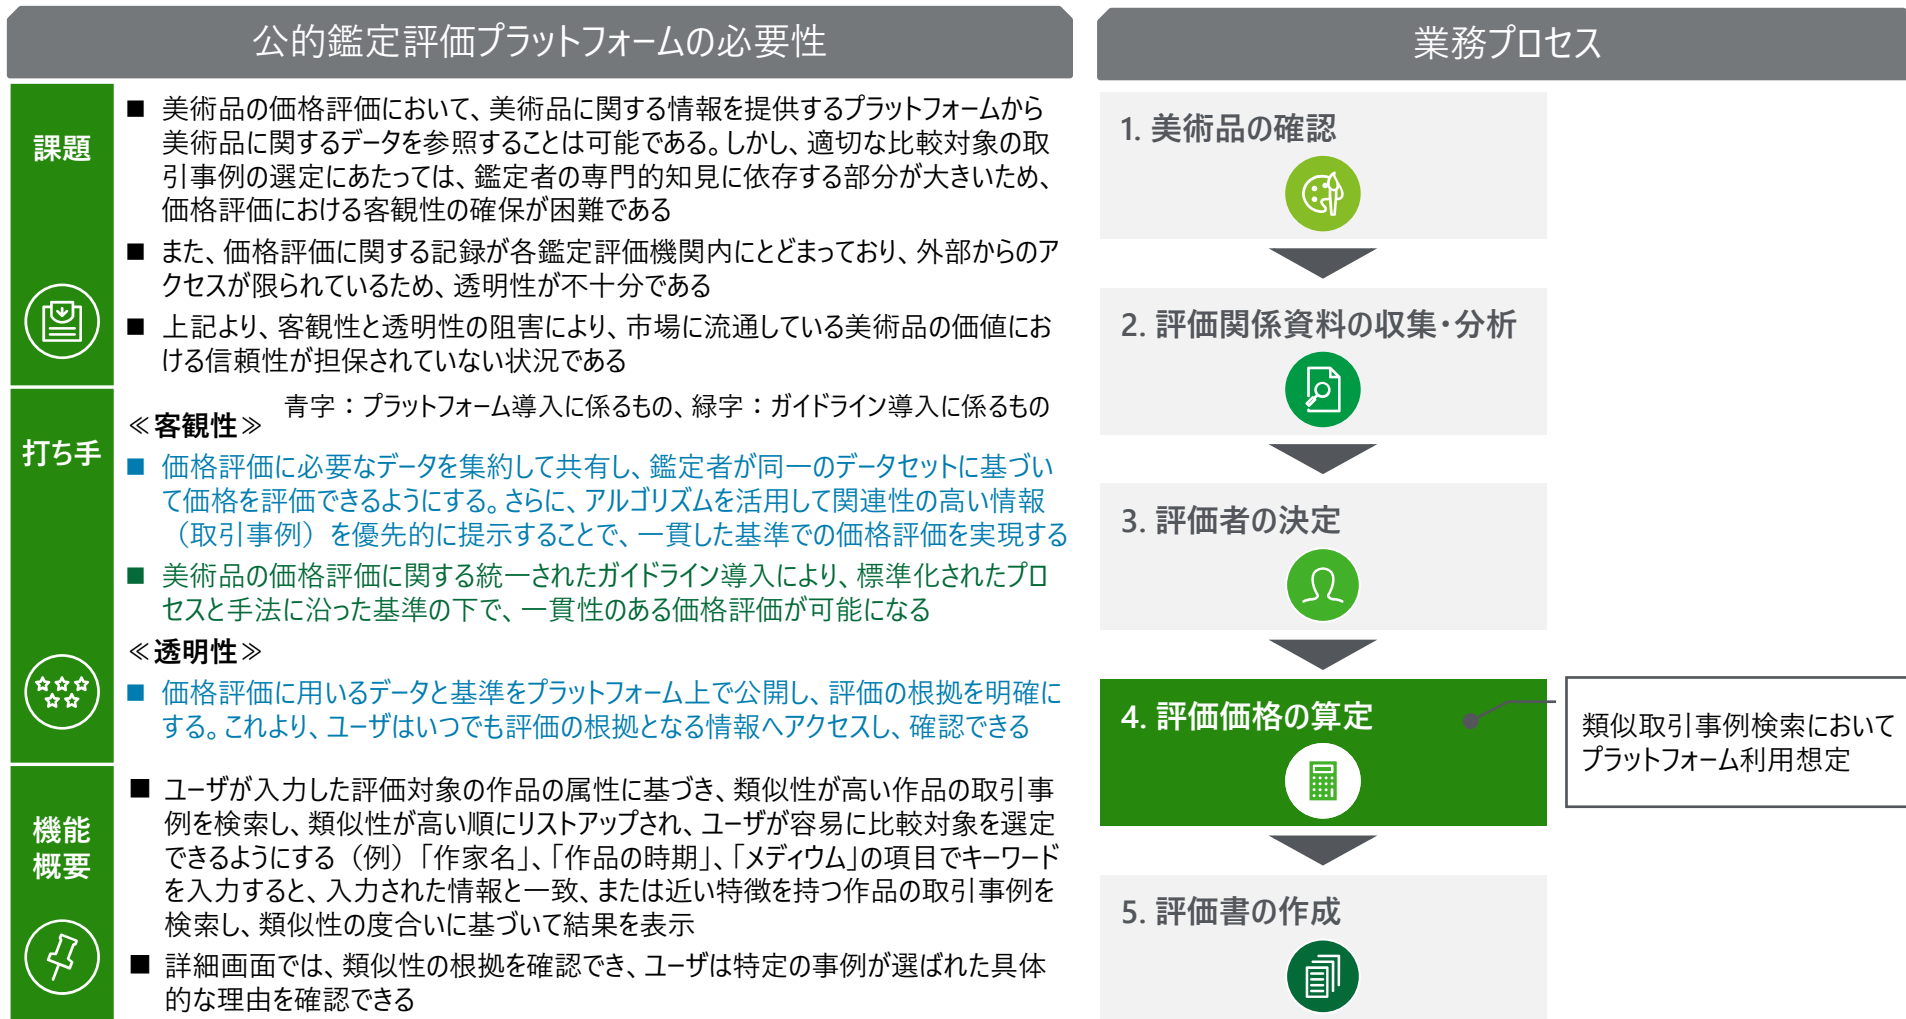 公的鑑定評価プラットフォームの必要性
課題
■ 美術品の価格評価において、美術品に関する情報を提供するプラットフォームから
美術品に関するデータを参照することは可能である。しかし、適切な比較対象の取
引事例の選定にあたっては、鑑定者の専門的知見に依存する部分が大きいため、
価格評価における客観性の確保が困難である
■ また、価格評価に関する記録が各鑑定評価機関内にとどまっており、外部からのア
クセスが限られているため、透明性が不十分である
■ 上記より、客観性と透明性の阻害により、市場に流通している美術品の価値にお
ける信頼性が担保されていない状況である
打ち手
青字：プラットフォーム導入に係るもの、緑字：ガイドライン導入に係るもの
≪客観性≫
■ 価格評価に必要なデータを集約して共有し、鑑定者が同一のデータセットに基づい
て価格を評価できるようにする。さらに、アルゴリズムを活用して関連性の高い情報
（取引事例）を優先的に提示することで、一貫した基準での価格評価を実現する
■ 美術品の価格評価に関する統一されたガイドライン導入により、標準化されたプロ
セスと手法に沿った基準の下で、一貫性のある価格評価が可能になる
≪透明性≫
■ 価格評価に用いるデータと基準をプラットフォーム上で公開し、評価の根拠を明確に
する。これより、ユーザはいつでも評価の根拠となる情報へアクセスし、確認できる
機能
概要
■ ユーザが入力した評価対象の作品の属性に基づき、類似性が高い作品の取引事
例を検索し、類似性が高い順にリストアップされ、ユーザが容易に比較対象を選定
できるようにする（例）「作家名」、「作品の時期」、「メディウム」の項目でキーワード
を入力すると、入力された情報と一致、または近い特徴を持つ作品の取引事例を
検索し、類似性の度合いに基づいて結果を表示
■ 詳細画面では、類似性の根拠を確認でき、ユーザは特定の事例が選ばれた具体
的な理由を確認できる
業務プロセス
1. 美術品の確認
2. 評価関係資料の収集・分析
3. 評価者の決定
4. 評価価格の算定
類似取引事例検索において
プラットフォーム利用想定
5. 評価書の作成